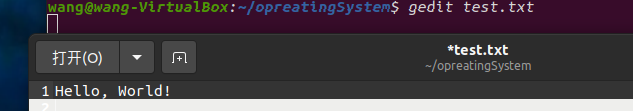 wang@wang-VirtualBox:~/opreatingSystem$ gedit test.txt
打开(O)
*test.txt
~/opreatingSystem
1 Hello, World!
2